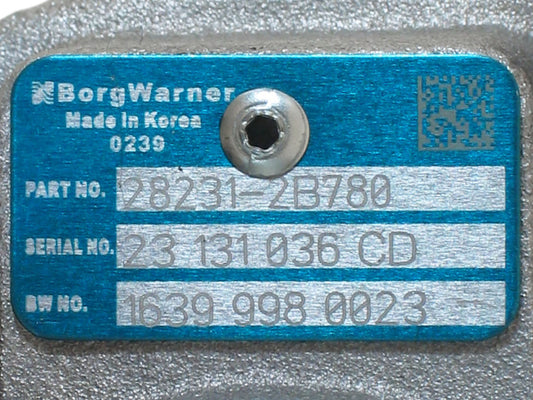 BorgWarner
Made in Korea
0239
PART NO. 28231-2B780
SERIAL NO. 23 131 036 CD
BW NO. 1639 998 0023 -